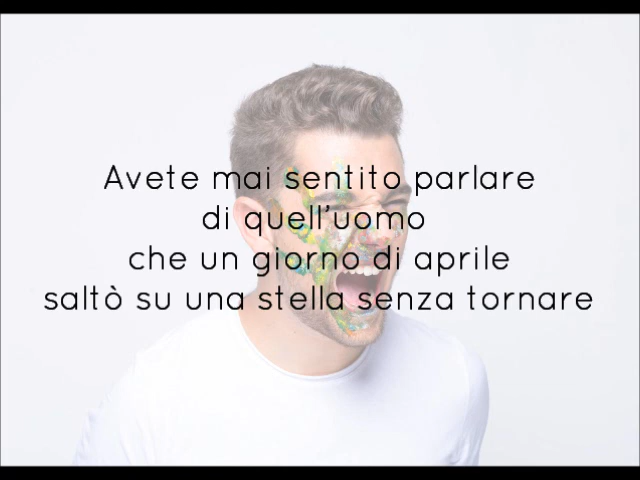 Avete mai sentito parlare
di quell'uomo
che un giorno di aprile
saltò su una stella senza tornare